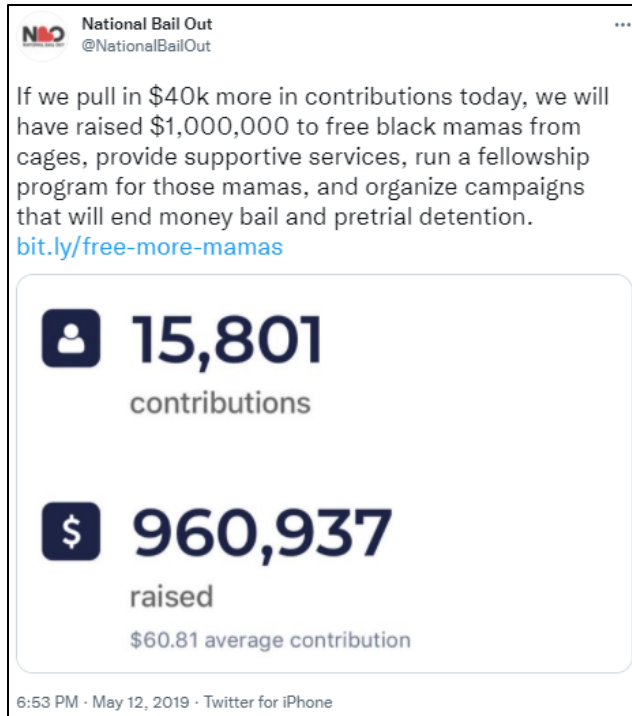 National Bail Out
@NationalBailOut
If we pull in $40k more in contributions today, we will
have raised $1,000,000 to free black mamas from
cages, provide supportive services, run a fellowship
program for those mamas, and organize campaigns
that will end money bail and pretrial detention.
bit.ly/free-more-mamas
15,801
contributions
$
960,937
raised
$60.81 average contribution
6:53 PM · May 12, 2019 · Twitter for iPhone